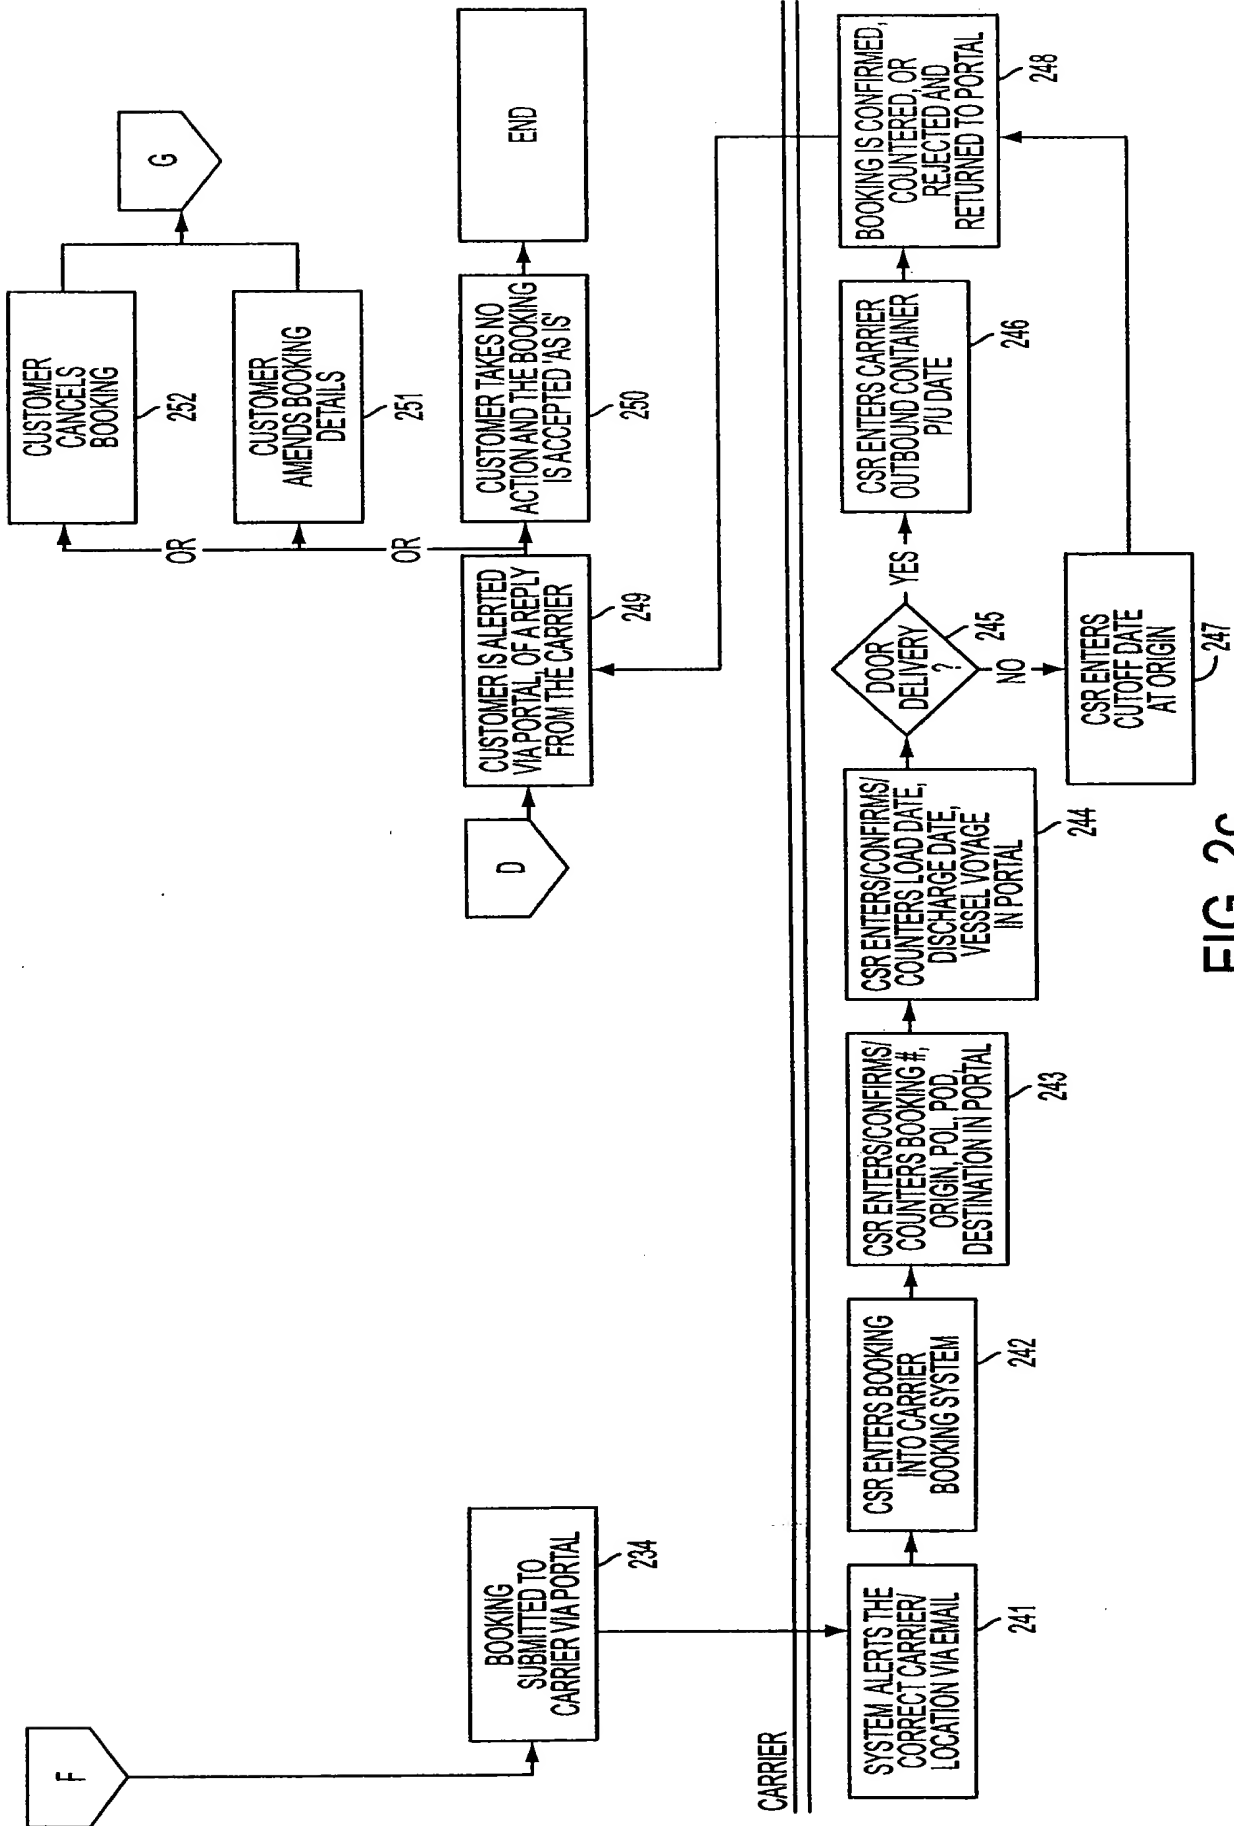 F
BOOKING
SUBMITTED TO
CARRIER VIA PORTAL
234
D
CUSTOMER IS ALERTED
VIA PORTAL, OF A REPLY
FROM THE CARRIER
249
OR
OR
CUSTOMER
CANCELS
BOOKING
252
CUSTOMER
AMENDS BOOKING
DETAILS
251
CUSTOMER TAKES NO
ACTION AND THE BOOKING
IS ACCEPTED 'AS IS'
250
G
END
CARRIER
SYSTEM ALERTS THE
CORRECT CARRIER/
LOCATION VIA EMAIL
241
CSR ENTERS BOOKING
INTO CARRIER
BOOKING SYSTEM
242
CSR ENTERS/CONFIRMS/
COUNTERS BOOKING #,
ORIGIN, POL, POD,
DESTINATION IN PORTAL
243
CSR ENTERS/CONFIRMS/
COUNTERS LOAD DATE,
DISCHARGE DATE,
VESSEL VOYAGE
IN PORTAL
244
DOOR
DELIVERY
?
245
YES
NO
CSR ENTERS CARRIER
OUTBOUND CONTAINER
P/U DATE
246
CSR ENTERS
CUTOFF DATE
AT ORIGIN
247
BOOKING IS CONFIRMED,
COUNTERED, OR
REJECTED AND
RETURNED TO PORTAL
248
FIG. 2c